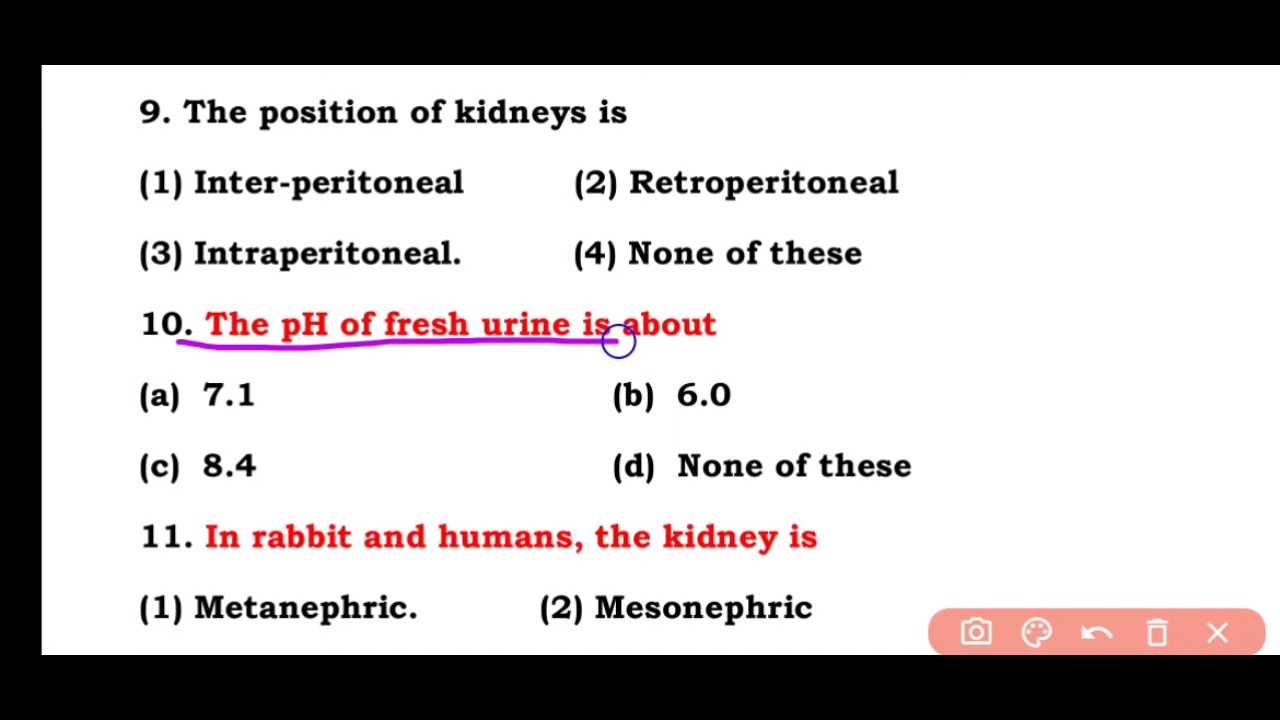 9. The position of kidneys is
(1) Inter-peritoneal (2) Retroperitoneal
(3) Intraperitoneal. (4) None of these
10. The pH of fresh urine is about
(a) 7.1 (b) 6.0
(c) 8.4 (d) None of these
11. In rabbit and humans, the kidney is
(1) Metanephric. (2) Mesonephric